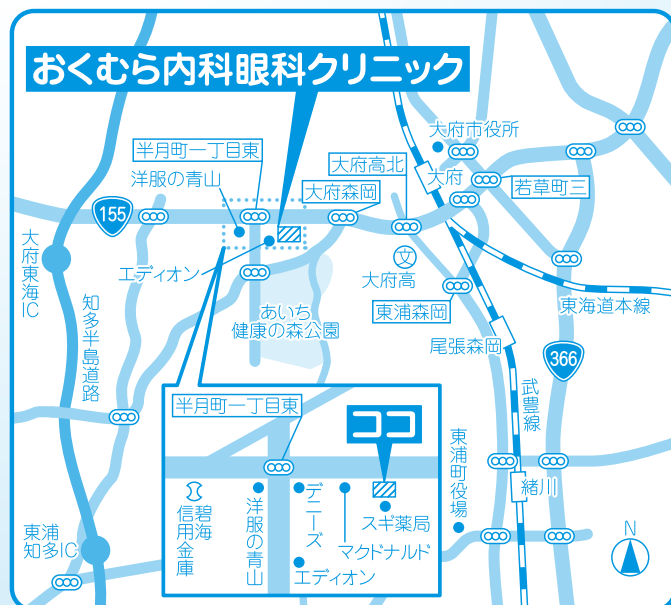 おくむら内科眼科クリニック
大府市役所
半月町一丁目東
大府高北
洋服の青山
大府
大府森岡
若草町三
155
大府東海IC
エディオン
文
大府高
知多半島道路
あいち
健康の森公園
東浦森岡
東海道本線
尾張森岡
366
武豊線
半月町一丁目東
ココ
東浦町役場
緒川
碧海
信用金庫
洋服の青山
デニーズ
スギ薬局
マクドナルド
エディオン
東浦
知多IC
N